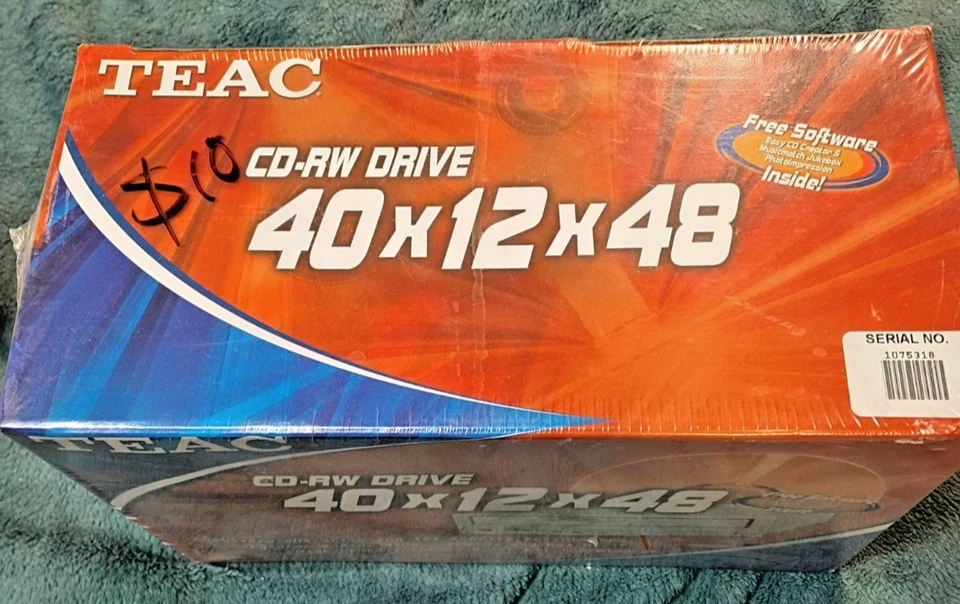 TEAC
$10
CD-RW DRIVE
40x12x48
Free Software
Easy CD Creator 5
Musicmatch Jukebox
PhotoImpression
Inside!
SERIAL NO.
1075318
TEAC
CD-RW DRIVE
40x12x48